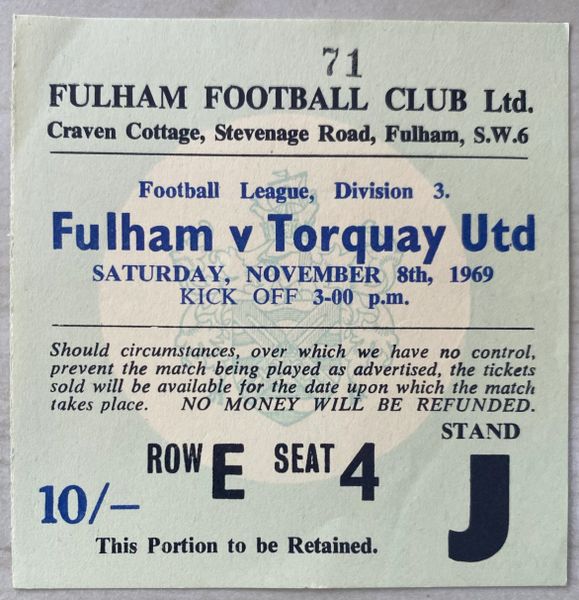 71
FULHAM FOOTBALL CLUB Ltd.
Craven Cottage, Stevenage Road, Fulham, S.W.6
Football League, Division 3.
Fulham v Torquay Utd
SATURDAY, NOVEMBER 8th, 1969
KICK OFF 3-00 p.m.
Should circumstances, over which we have no control,
prevent the match being played as advertised, the tickets
sold will be available for the date upon which the match
takes place. NO MONEY WILL BE REFUNDED.
STAND
ROW E SEAT 4
J
10/-
This Portion to be Retained.